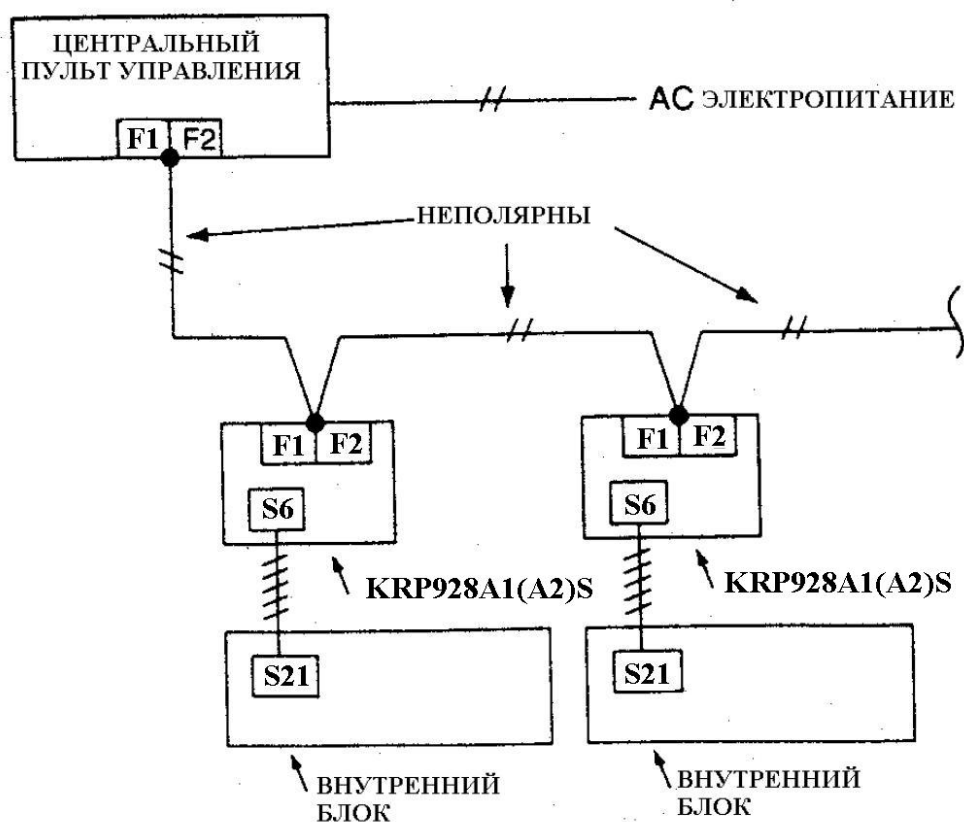 ЦЕНТРАЛЬНЫЙ
ПУЛЬТ УПРАВЛЕНИЯ
AC ЭЛЕКТРОПИТАНИЕ
F1 F2
НЕПОЛЯРНЫ
F1 F2
F1 F2
S6
S6
KRP928A1(A2)S
KRP928A1(A2)S
S21
S21
ВНУТРЕННИЙ
БЛОК
ВНУТРЕННИЙ
БЛОК